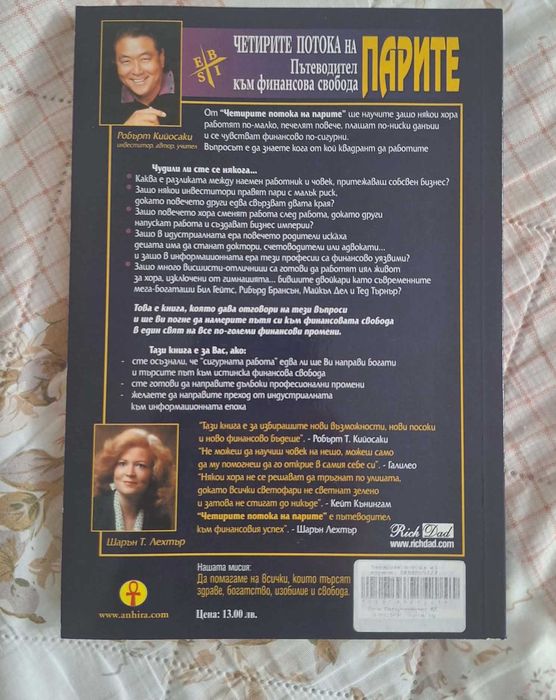 E B
S I
ЧЕТИРИТЕ ПОТОКА НА
ПАРИТЕ
Пътеводител
към финансова свобода
Робърт Кийосаки
инвеститор, автор, учител
От "Четирите потока на парите" ще научите защо някои хора
работят по-малко, печелят повече, плащат по-ниски данъци
и се чувстват финансово по-сигурни.
Въпросът е да знаете кога от кой квадрант да работите
Чудили ли сте се някога...
Каква е разликата между наемен работник и човек, притежаващ собсвен бизнес?
Защо някои инвеститори правят пари с малък риск,
докато повечето други едва свързват двата края?
Защо повечето хора сменят работа след работа, докато други
напускат работа и създават бизнес империи?
Защо в индустриалната ера повечето родители искаха
децата има да станат доктори, счетоводители или адвокати...
и защо в информационната ера тези професии са финансово уязвими?
Защо много висшисти-отличници са готови да работят цял живот
за хора, изключени от гимназията... бившите двойкари като съвременните
мега-богаташи Бил Гейтс, Ричърд Брансън, Майкъл Дел и Тед Търнър?
Това е книга, която дава отговори на тези въпроси
и ще ви погне да намерите пътя си към финансовата свобода
в един свят на все по-големи финансови промени.
Тази книга е за Вас, ако:
- сте осъзнали, че "сигурната работа" едва ли ще Ви направи богати
и търсите път към истинска финансова свобода
- сте готови да направите дълбоки професионални промени
- желаете да направите преход от индустриалната
към информационната епоха
"Тази книга е за избиращите нови възможности, нови посоки
и ново финансово бъдеще". - Робърт Т. Кийосаки
"Не можеш да научиш човек на нещо, можеш само
да му помогнеш да го открие в самия себе си". - Галилео
"Някои хора не се решават да тръгнат по улицата,
докато всички светофари не светнат зелено
и затова не стигат до никъде". - Кейт Кънингам
"Четирите потока на парите" е пътеводител
към финансовия успех". - Шарън Лехтър
Шарън Т. Лехтър
Rich Dad
www.richdad.com
Нашата мисия:
Да помагаме на всички, които търсят
здраве, богатство, изобилие и свобода.
www.anhira.com
Цена: 13.00 лв.